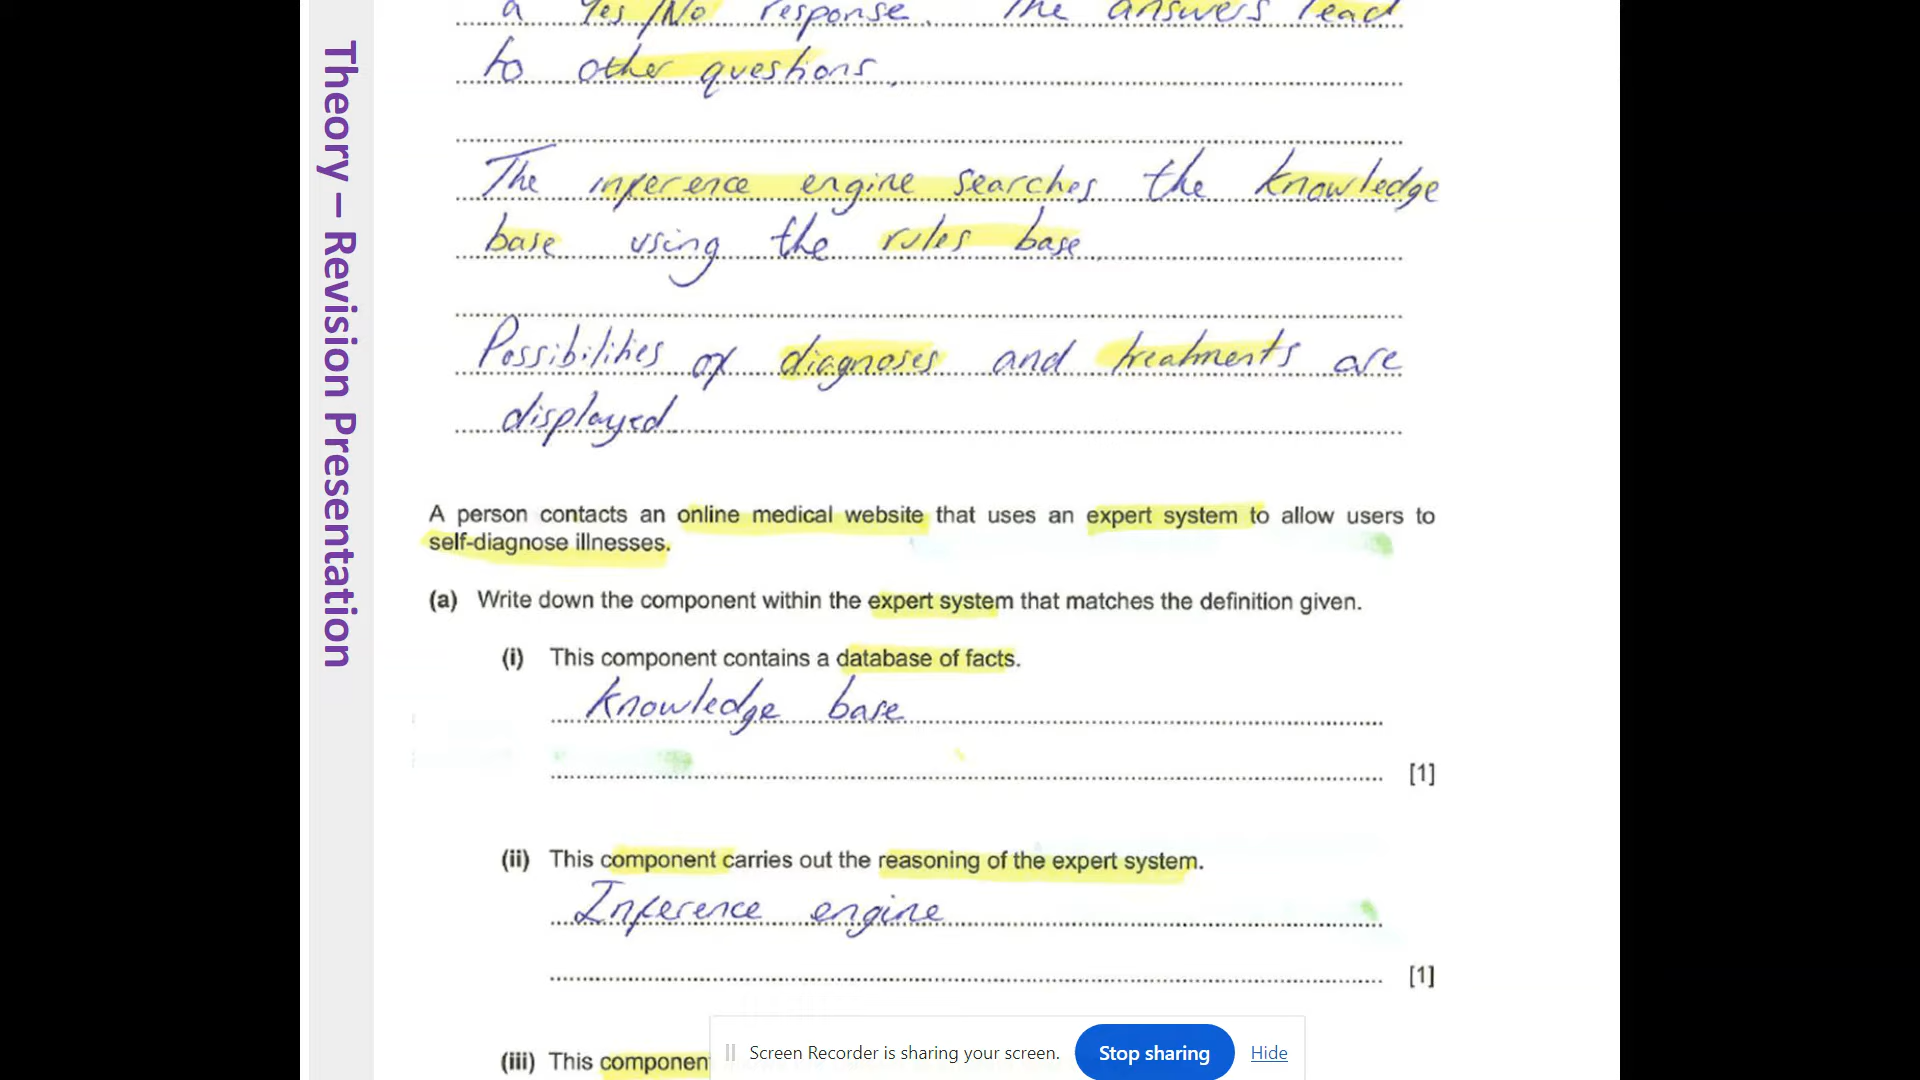 Theory – Revision Presentation
a Yes/No response. The answers lead
to other questions.
The inference engine searches the knowledge
base using the rules base.
Possibilities of diagnoses and treatments are
displayed
A person contacts an online medical website that uses an expert system to allow users to
self-diagnose illnesses.
(a) Write down the component within the expert system that matches the definition given.
(i) This component contains a database of facts.
Knowledge base
[1]
(ii) This component carries out the reasoning of the expert system.
Inference engine
[1]
(iii) This component
Screen Recorder is sharing your screen. Stop sharing Hide